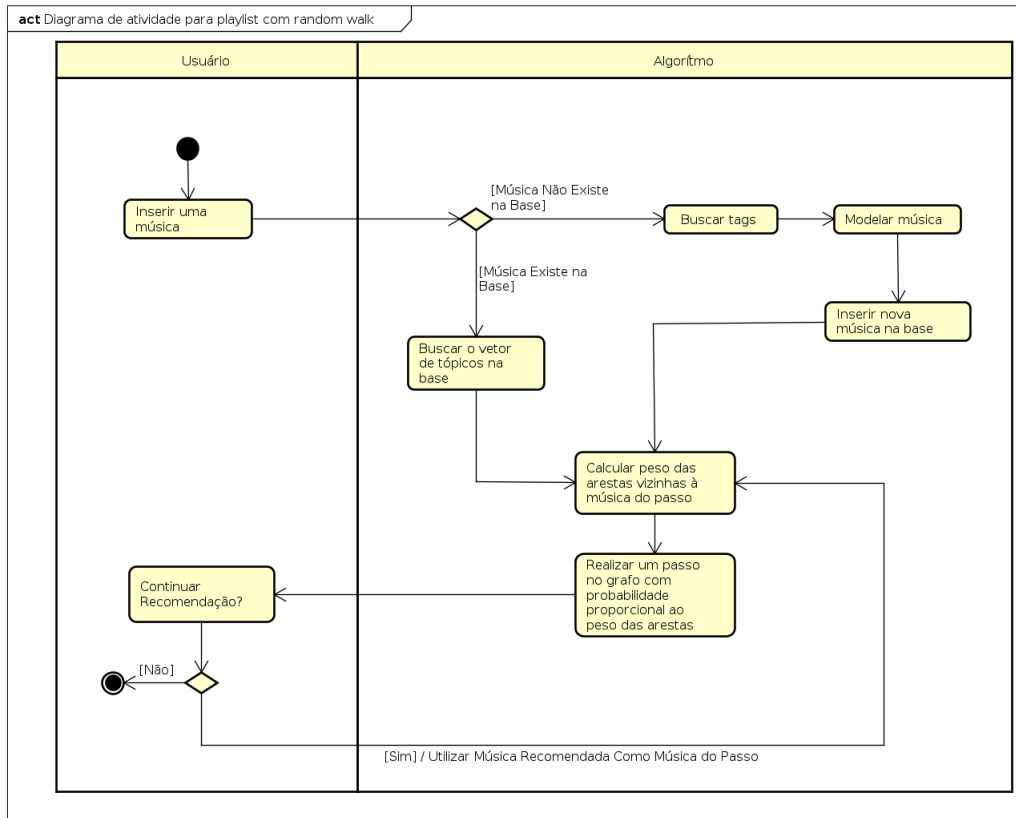 act Diagrama de atividade para playlist com random walk
Usuário
Algorítmo
Inserir uma
música
[Música Não Existe
na Base]
Buscar tags
Modelar música
[Música Existe na
Base]
Inserir nova
música na base
Buscar o vetor
de tópicos na
base
Calcular peso das
arestas vizinhas à
música do passo
Realizar um passo
no grafo com
probabilidade
proporcional ao
peso das arestas
Continuar
Recomendação?
[Não]
[Sim] / Utilizar Música Recomendada Como Música do Passo